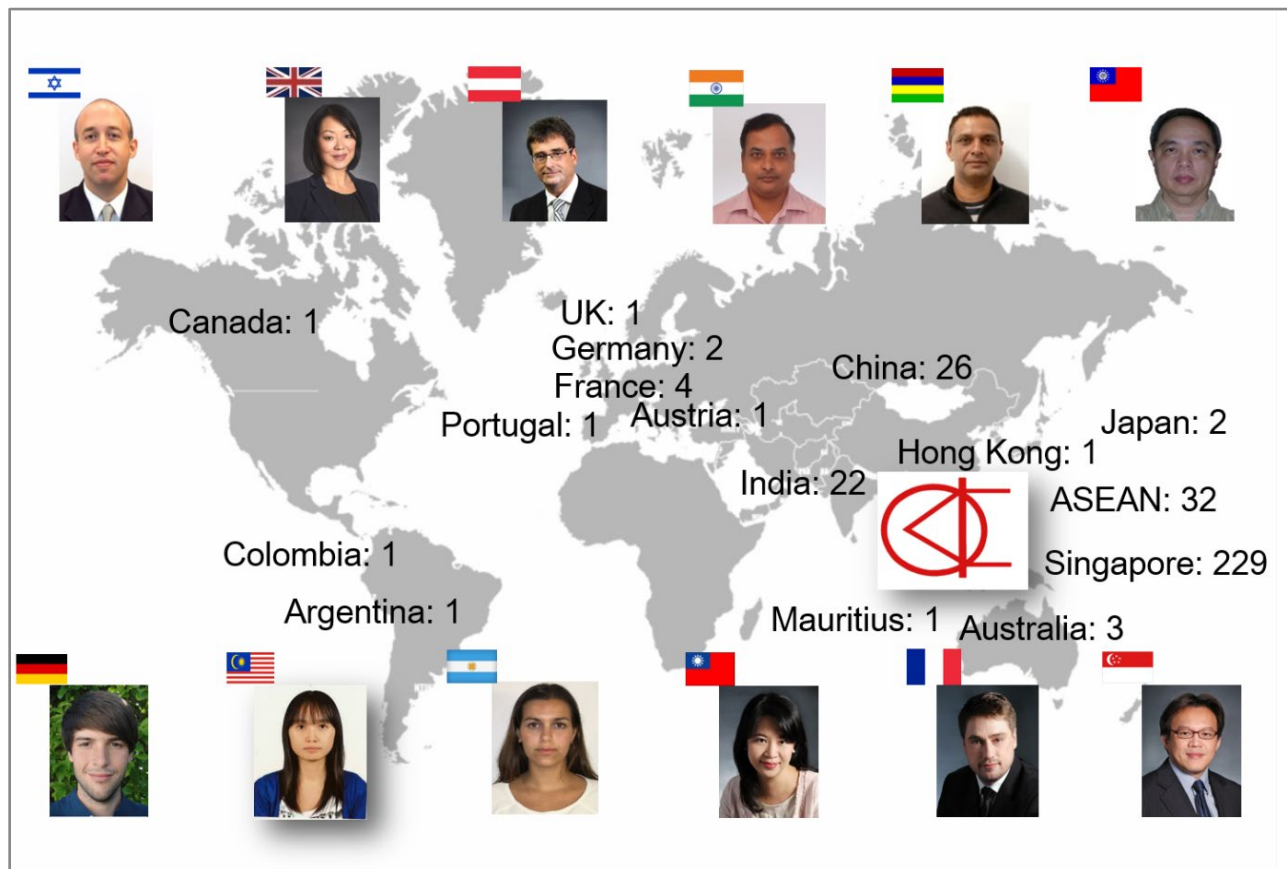 Canada: 1
UK: 1
Germany: 2
France: 4
Portugal: 1
Austria: 1
China: 26
Japan: 2
Hong Kong: 1
India: 22
ASEAN: 32
Singapore: 229
Colombia: 1
Argentina: 1
Mauritius: 1
Australia: 3